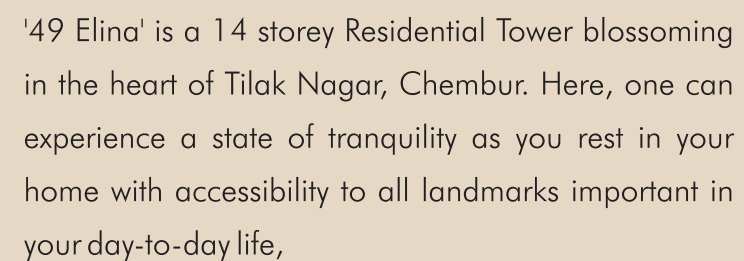 '49 Elina' is a 14 storey Residential Tower blossoming
in the heart of Tilak Nagar, Chembur. Here, one can
experience a state of tranquility as you rest in your
home with accessibility to all landmarks important in
your day-to-day life,